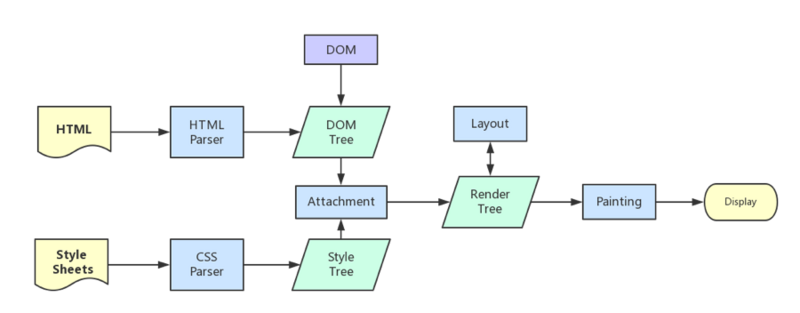 DOM
HTML
HTML
Parser
DOM
Tree
Layout
Attachment
Render
Tree
Painting
Display
Style
Sheets
CSS
Parser
Style
Tree